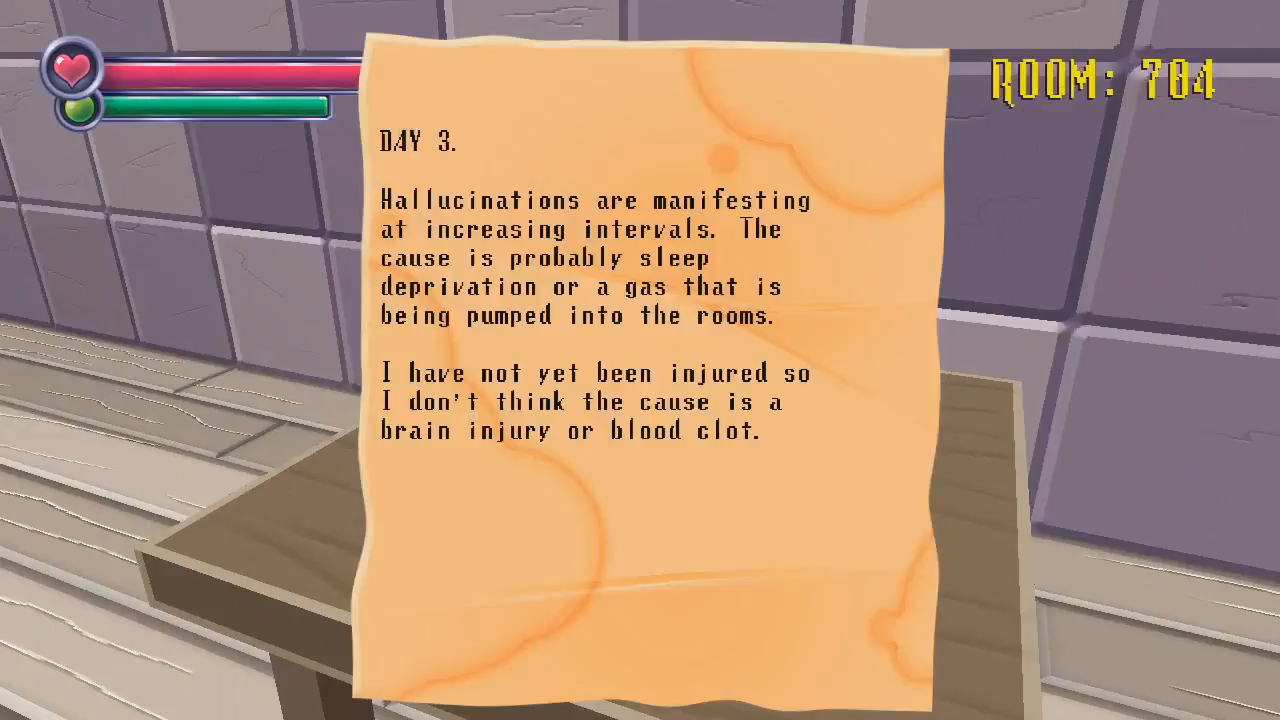 ROOM: 704
DAY 3.
Hallucinations are manifesting
at increasing intervals. The
cause is probably sleep
deprivation or a gas that is
being pumped into the rooms.
I have not yet been injured so
I don't think the cause is a
brain injury or blood clot.